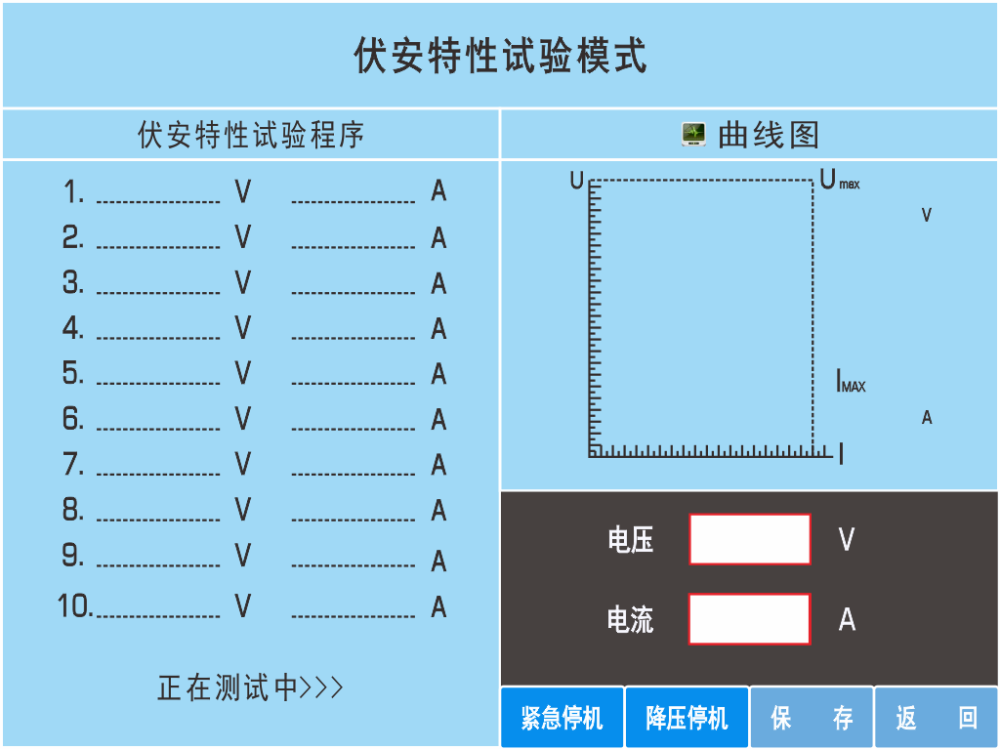 伏安特性试验模式
伏安特性试验程序
1. V A
2. V A
3. V A
4. V A
5. V A
6. V A
7. V A
8. V A
9. V A
10. V A
正在测试中>>>
曲线图
U Umax
V
IMAX
A
I
电压 V
电流 A
紧急停机 降压停机 保 存 返 回